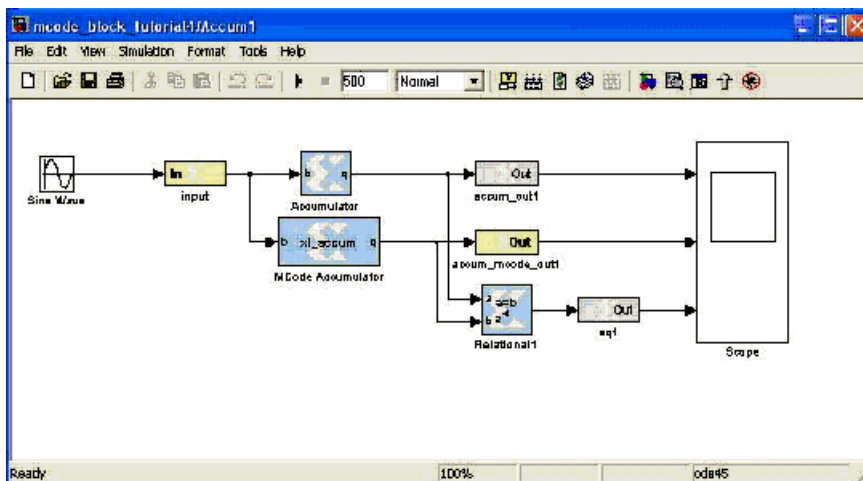 mcode_block_tutorial1/Accum1
File Edit View Simulation Format Tools Help
500 Normal
Sine Wave
In
input
b q
Accumulator
b xl_accum q
MCode Accumulator
Out
accum_out1
Out
accum_mcode_out1
a a=b
b
Relational1
Out
eq1
Scope
Ready 100% ode45